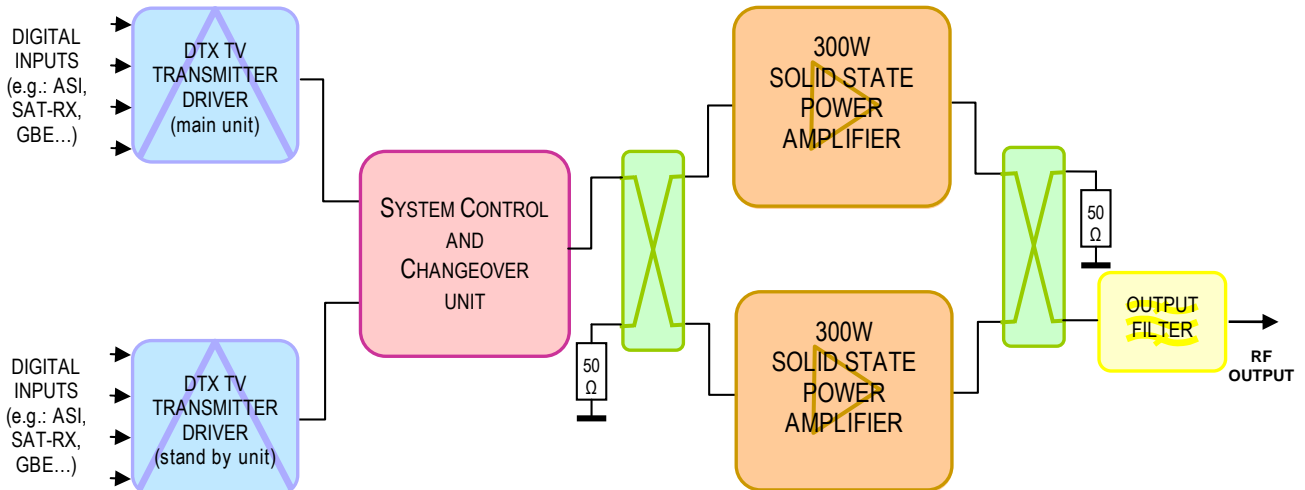 DIGITAL
INPUTS
(e.g.: ASI,
SAT-RX,
GBE…)
DTX TV
TRANSMITTER
DRIVER
(main unit)
300W
SOLID STATE
POWER
AMPLIFIER
SYSTEM CONTROL
AND
CHANGEOVER
UNIT
50
Ω
50
Ω
OUTPUT
FILTER
RF
OUTPUT
DIGITAL
INPUTS
(e.g.: ASI,
SAT-RX,
GBE…)
DTX TV
TRANSMITTER
DRIVER
(stand by unit)
300W
SOLID STATE
POWER
AMPLIFIER